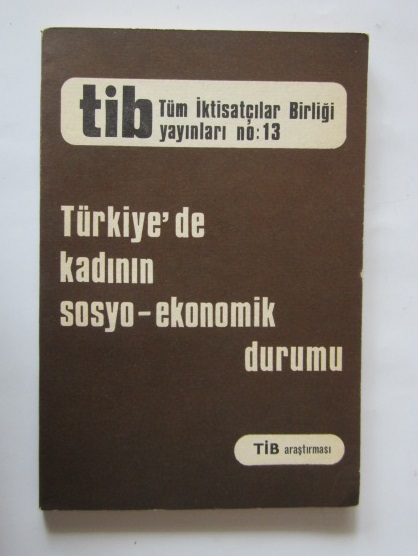 tib Tüm İktisatçılar Birliği
yayınları no:13
Türkiye'de
kadının
sosyo-ekonomik
durumu
TİB araştırması